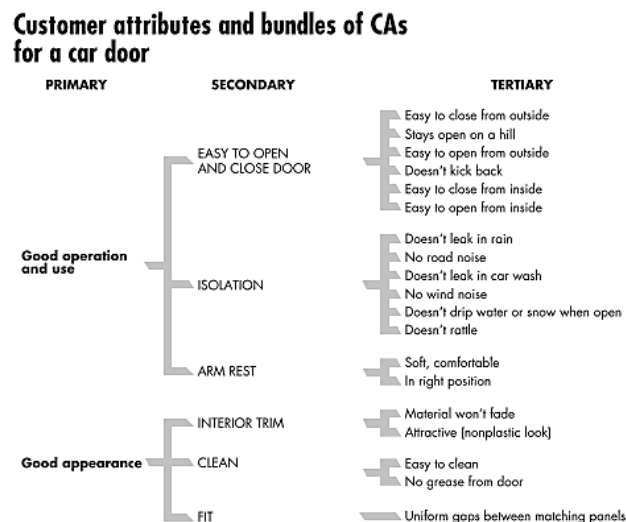 Customer attributes and bundles of CAs
for a car door
PRIMARY
SECONDARY
TERTIARY
Good operation
and use
EASY TO OPEN
AND CLOSE DOOR
Easy to close from outside
Stays open on a hill
Easy to open from outside
Doesn't kick back
Easy to close from inside
Easy to open from inside
ISOLATION
Doesn't leak in rain
No road noise
Doesn't leak in car wash
No wind noise
Doesn't drip water or snow when open
Doesn't rattle
ARM REST
Soft, comfortable
In right position
Good appearance
INTERIOR TRIM
Material won't fade
Attractive (nonplastic look)
CLEAN
Easy to clean
No grease from door
FIT
Uniform gaps between matching panels